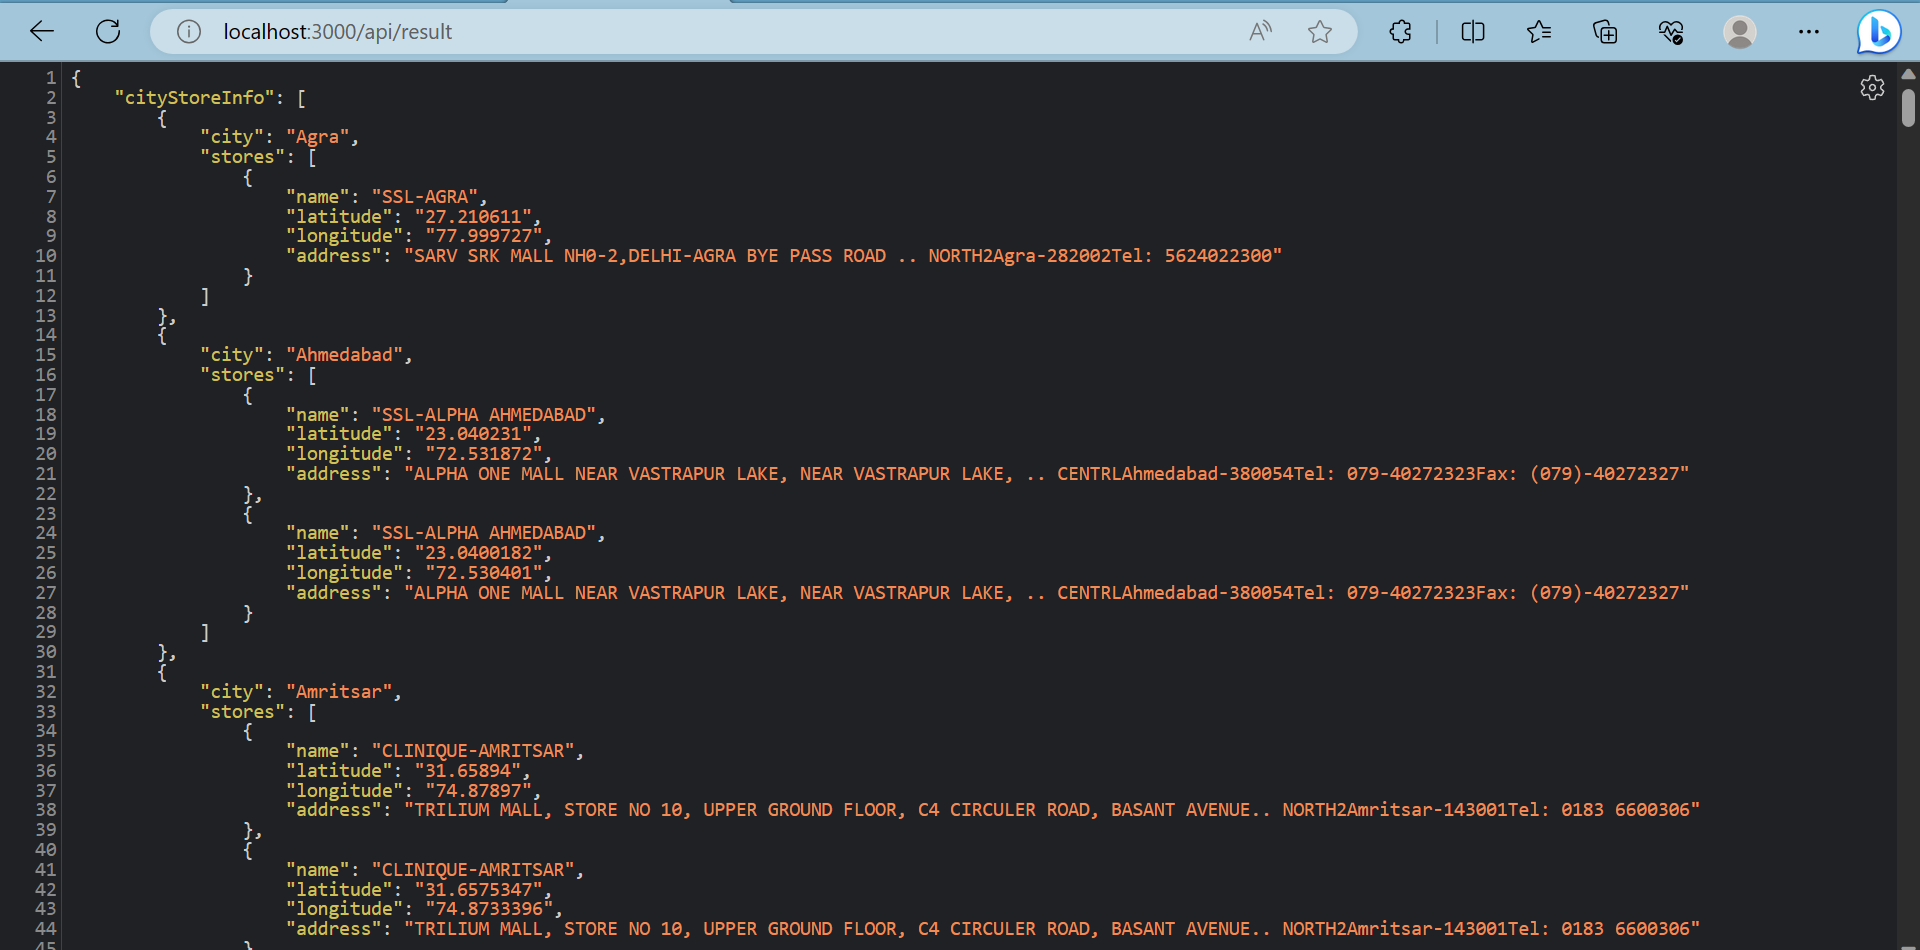 localhost:3000/api/result
1 {
2 "cityStoreInfo": [
3 {
4 "city": "Agra",
5 "stores": [
6 {
7 "name": "SSL-AGRA",
8 "latitude": "27.210611",
9 "longitude": "77.999727",
10 "address": "SARV SRK MALL NH0-2,DELHI-AGRA BYE PASS ROAD .. NORTH2Agra-282002Tel: 5624022300"
11 }
12 ]
13 },
14 {
15 "city": "Ahmedabad",
16 "stores": [
17 {
18 "name": "SSL-ALPHA AHMEDABAD",
19 "latitude": "23.040231",
20 "longitude": "72.531872",
21 "address": "ALPHA ONE MALL NEAR VASTRAPUR LAKE, NEAR VASTRAPUR LAKE, .. CENTRLAhmedabad-380054Tel: 079-40272323Fax: (079)-40272327"
22 },
23 {
24 "name": "SSL-ALPHA AHMEDABAD",
25 "latitude": "23.0400182",
26 "longitude": "72.530401",
27 "address": "ALPHA ONE MALL NEAR VASTRAPUR LAKE, NEAR VASTRAPUR LAKE, .. CENTRLAhmedabad-380054Tel: 079-40272323Fax: (079)-40272327"
28 }
29 ]
30 },
31 {
32 "city": "Amritsar",
33 "stores": [
34 {
35 "name": "CLINIQUE-AMRITSAR",
36 "latitude": "31.65894",
37 "longitude": "74.87897",
38 "address": "TRILIUM MALL, STORE NO 10, UPPER GROUND FLOOR, C4 CIRCULER ROAD, BASANT AVENUE.. NORTH2Amritsar-143001Tel: 0183 6600306"
39 },
40 {
41 "name": "CLINIQUE-AMRITSAR",
42 "latitude": "31.6575347",
43 "longitude": "74.8733396",
44 "address": "TRILIUM MALL, STORE NO 10, UPPER GROUND FLOOR, C4 CIRCULER ROAD, BASANT AVENUE.. NORTH2Amritsar-143001Tel: 0183 6600306"
45 }